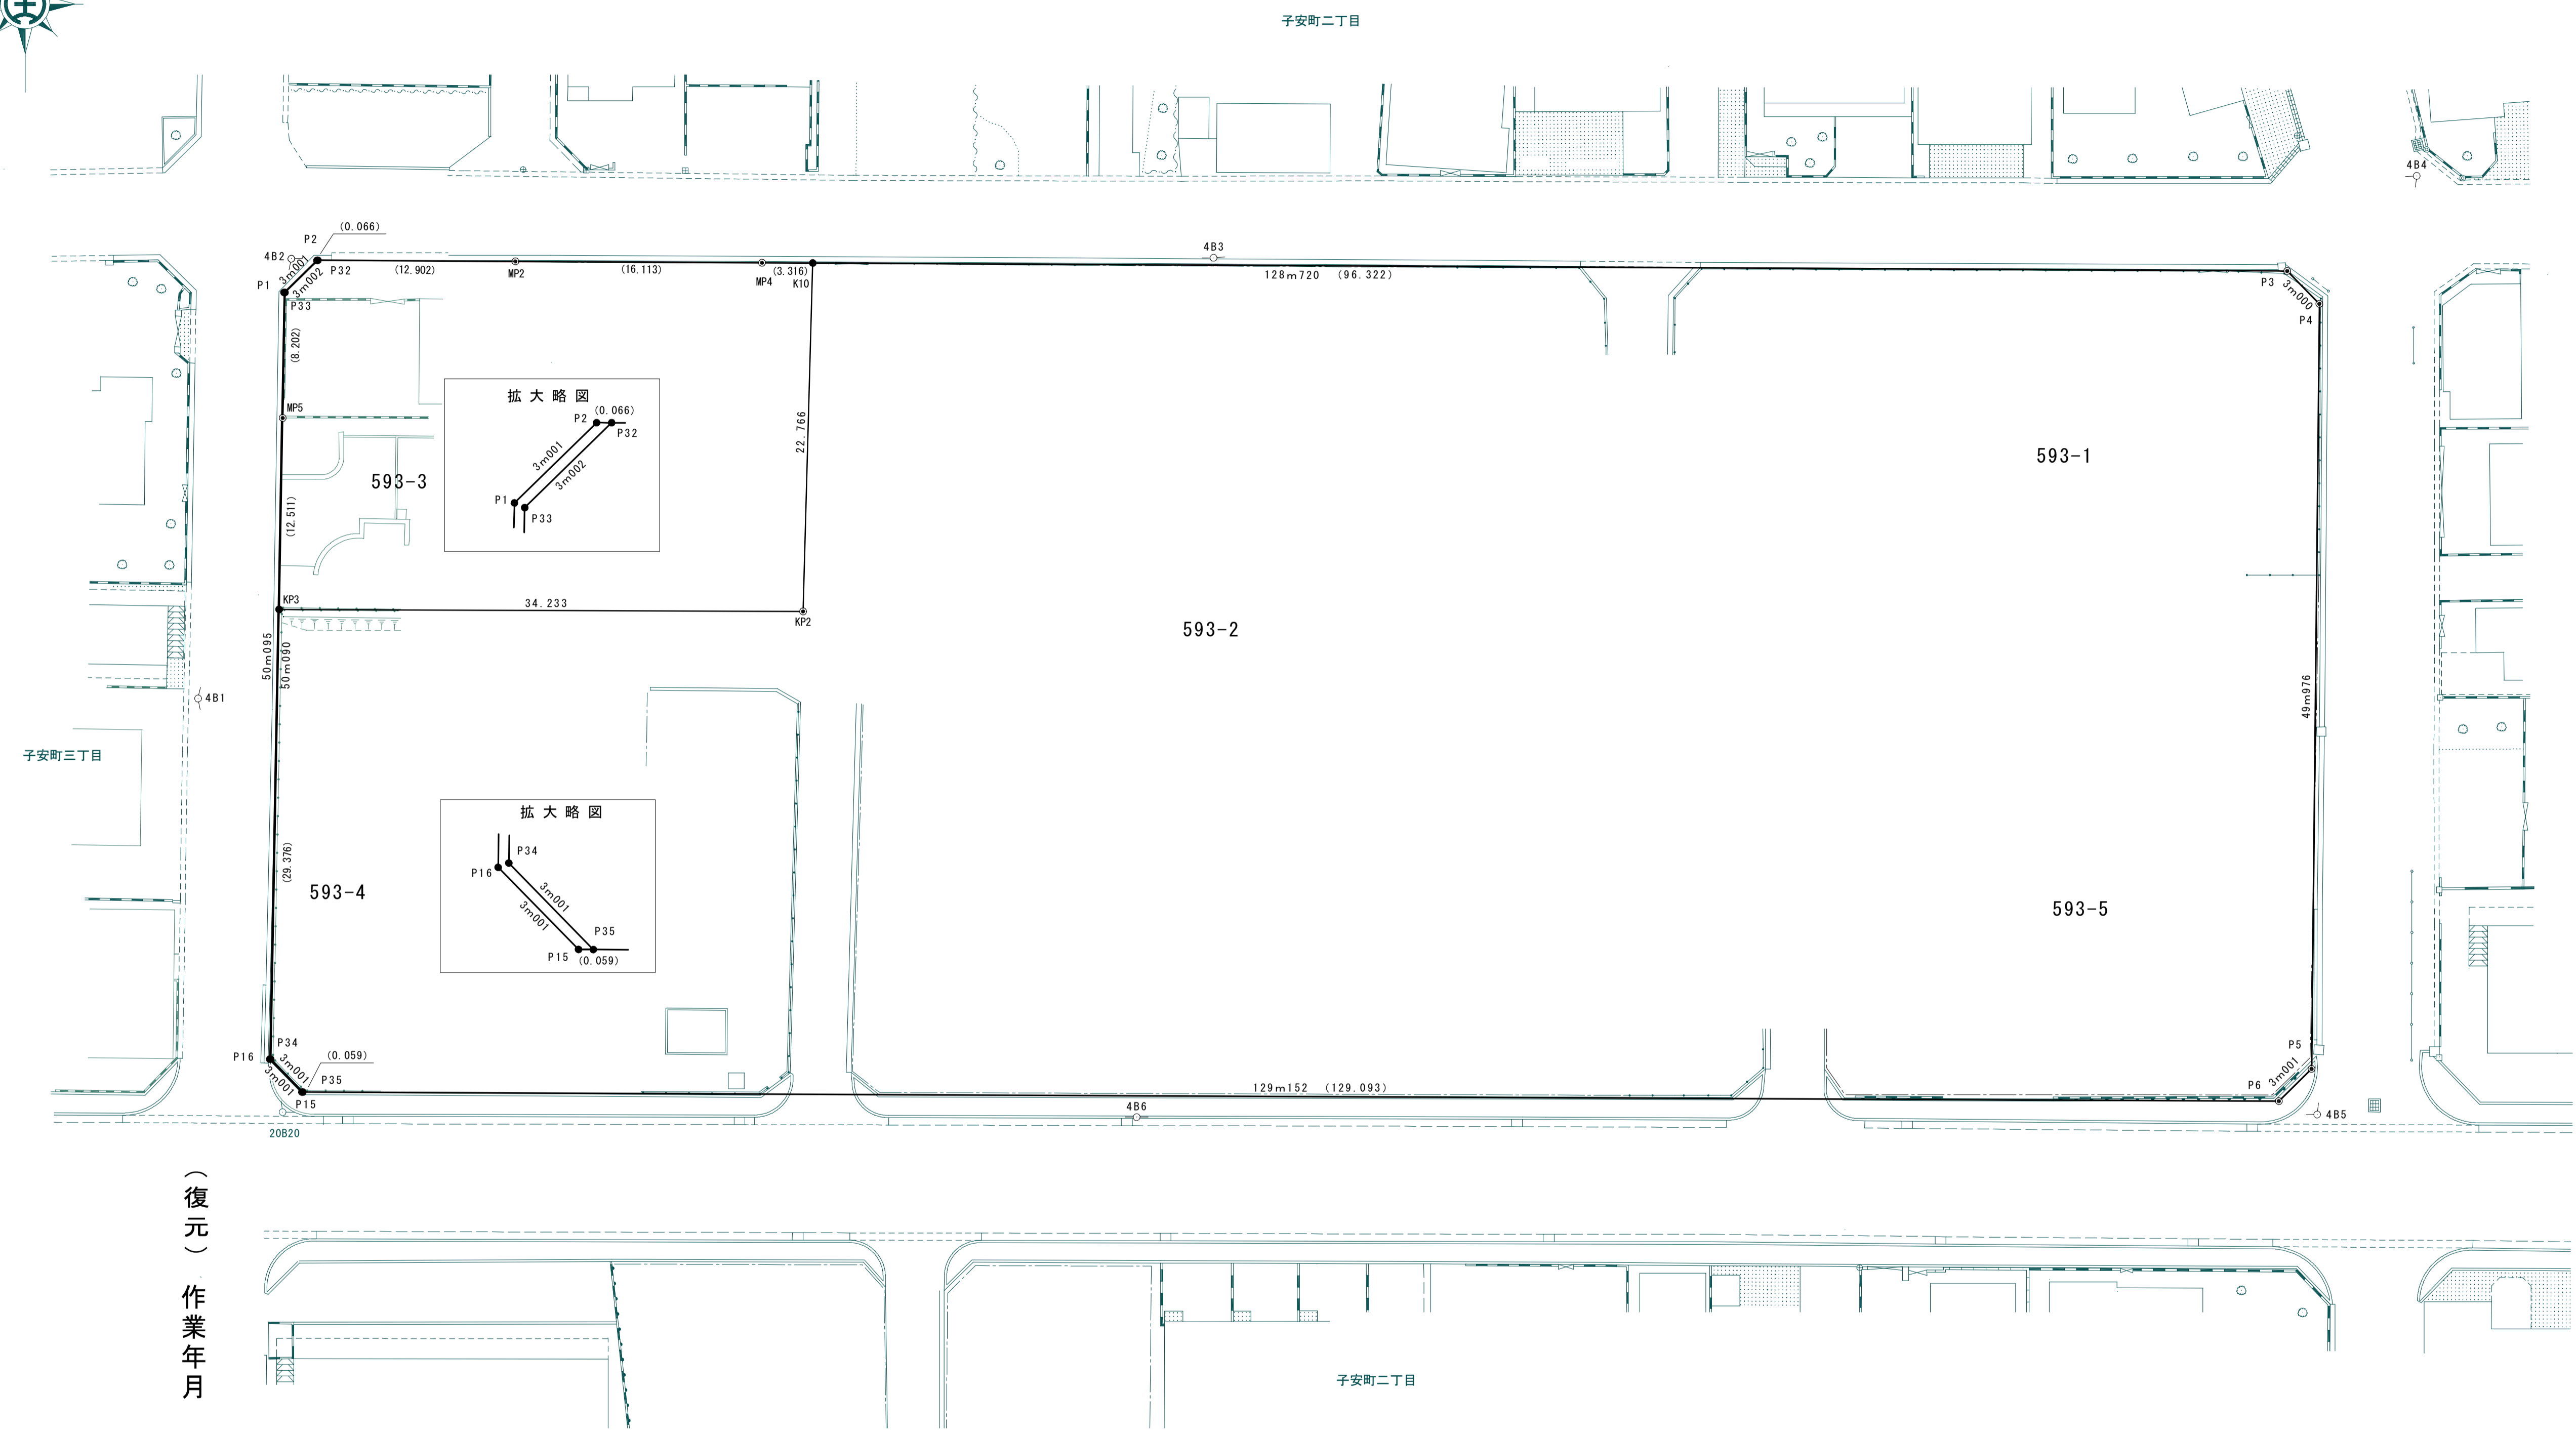 子安町二丁目
4B4
(0.066)
P2
4B2
3m001
3m002
P32
(12.902)
MP2
(16.113)
MP4
(3.316)
K10
4B3
128m720 (96.322)
P3
3m000
P4
P1
P33
(8.202)
MP5
拡大略図
P2
(0.066)
P32
3m001
3m002
P1
P33
22.766
593-1
593-3
(12.511)
KP3
34.233
KP2
593-2
50m095
50m090
4B1
49m976
子安町三丁目
拡大略図
P34
P16
3m001
3m001
P35
P15
(0.059)
(29.376)
593-4
593-5
P34
P16
3m001
3m001
(0.059)
P35
P15
129m152 (129.093)
4B6
P5
3m001
P6
4B5
20B20
(復元) 作業年月
子安町二丁目